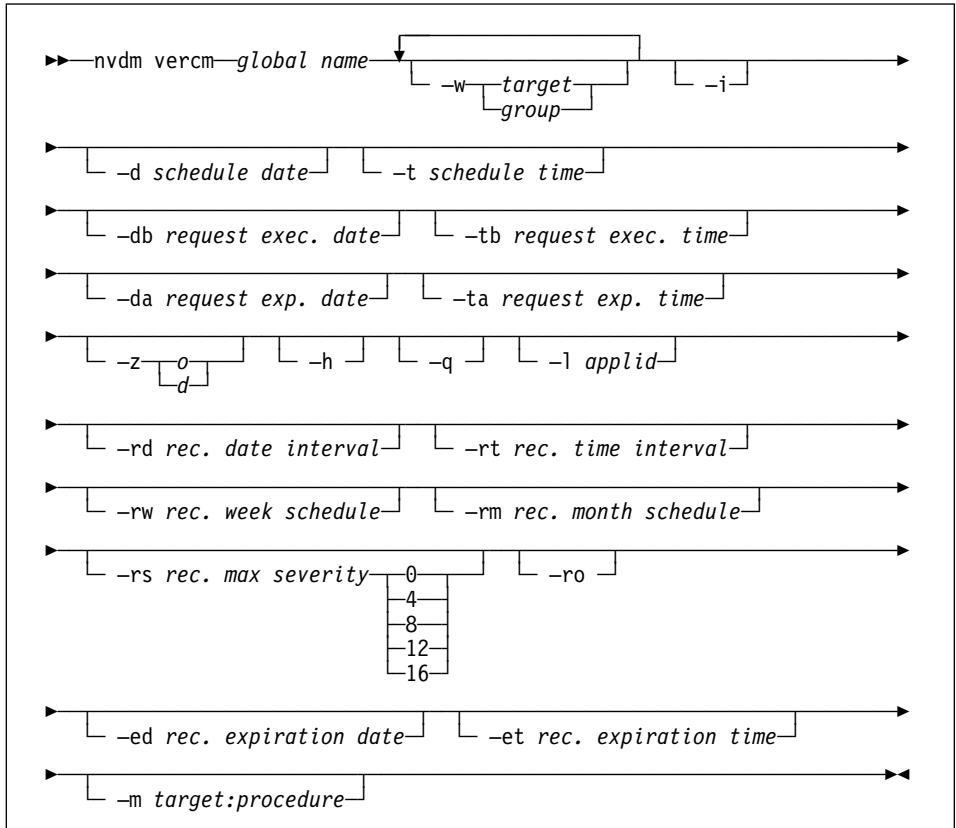 nvdm vercm global name
–w target –i
group
–d schedule date –t schedule time
–db request exec. date –tb request exec. time
–da request exp. date –ta request exp. time
–z o –h –q –l applid
d
–rd rec. date interval –rt rec. time interval
–rw rec. week schedule –rm rec. month schedule
–rs rec. max severity 0 –ro
4
8
12
16
–ed rec. expiration date –et rec. expiration time
–m target:procedure